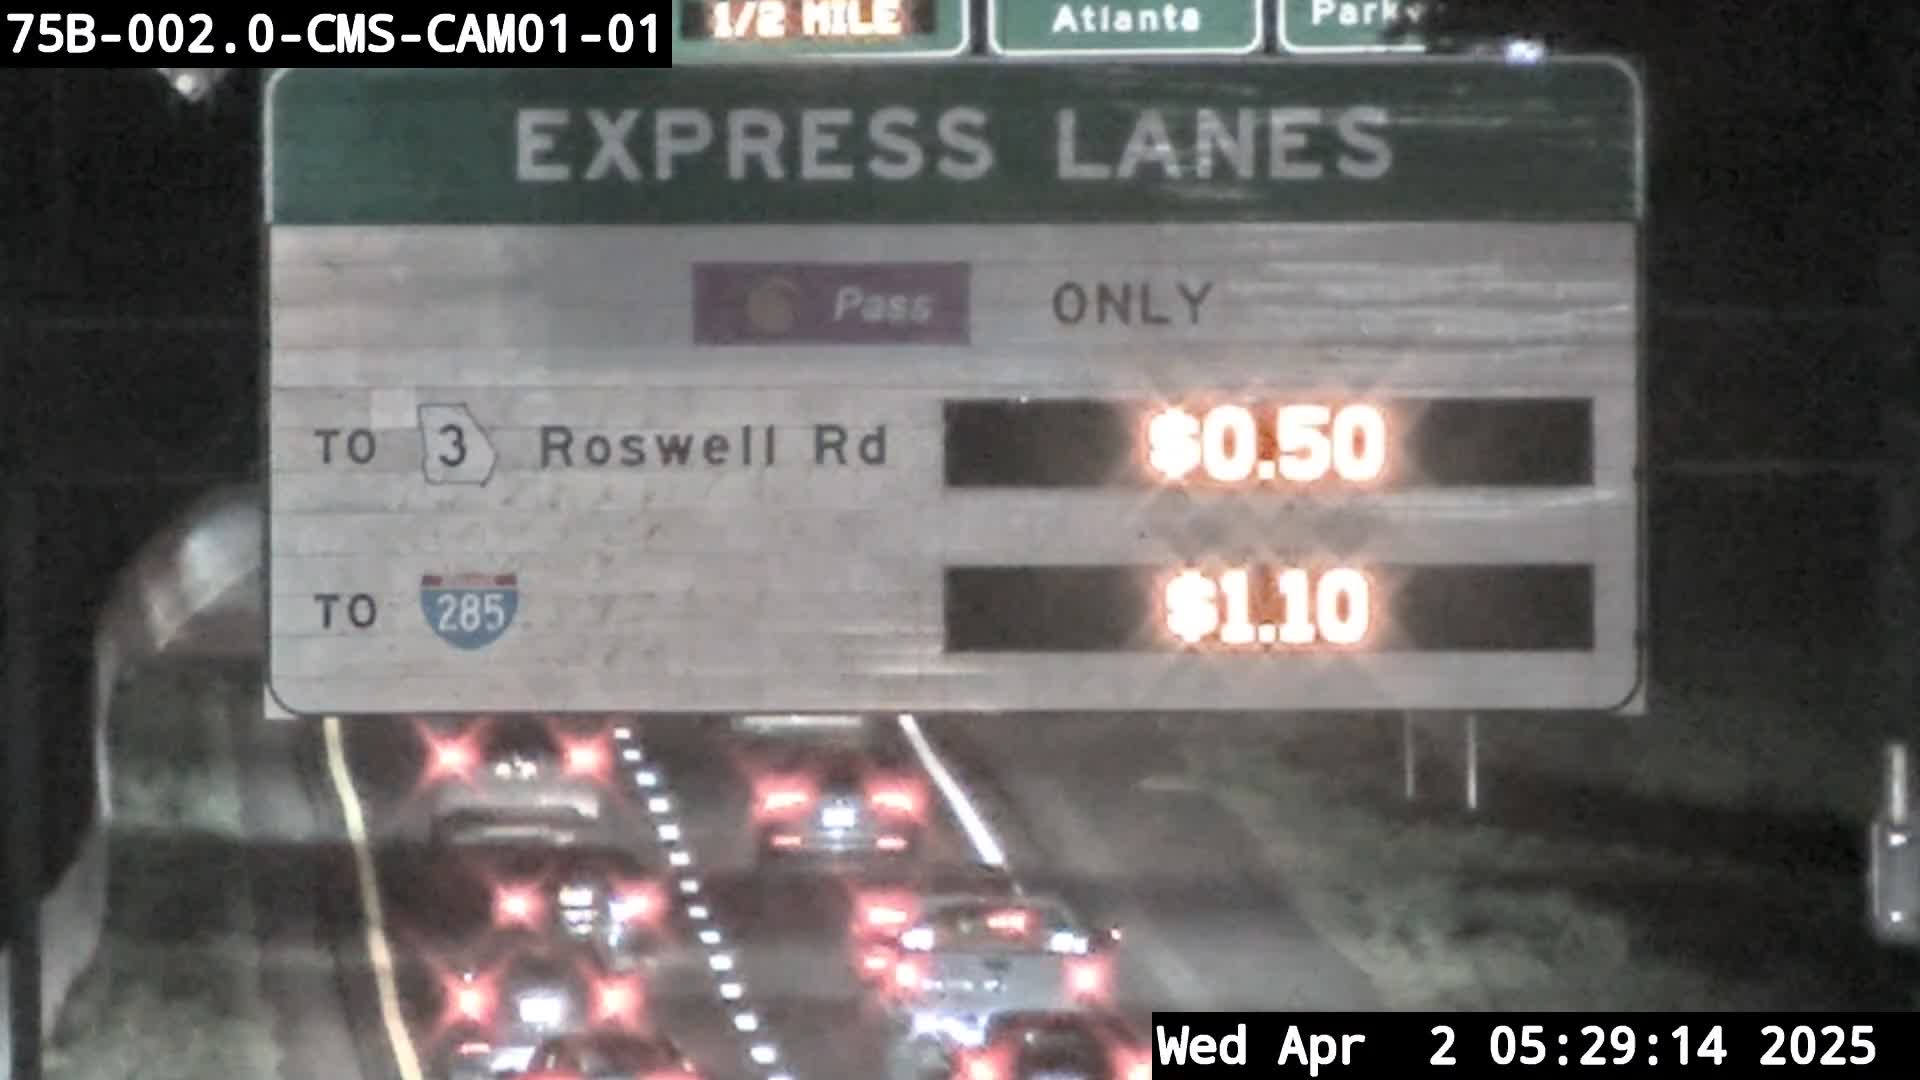 75B-002.0-CMS-CAM01-01
1/2 MILE
Atlanta
EXPRESS LANES
Pass ONLY
TO 3 Roswell Rd $0.50
TO 285 $1.10
Wed Apr 2 05:29:14 2025